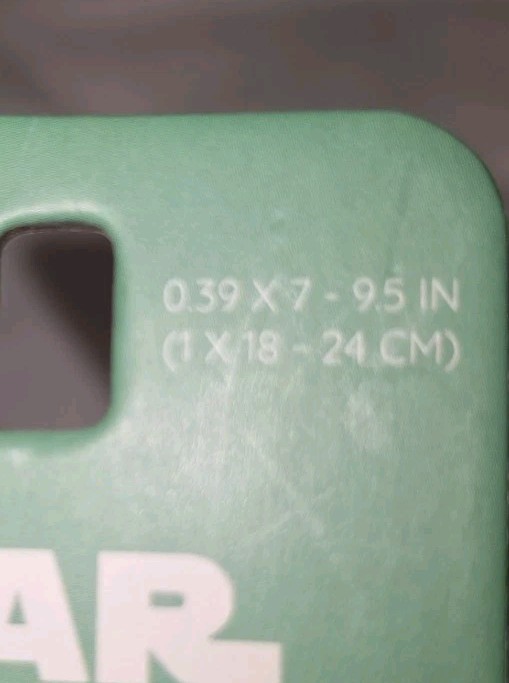 0.39 X 7 - 9.5 IN
(1 X 18 - 24 CM)
AR